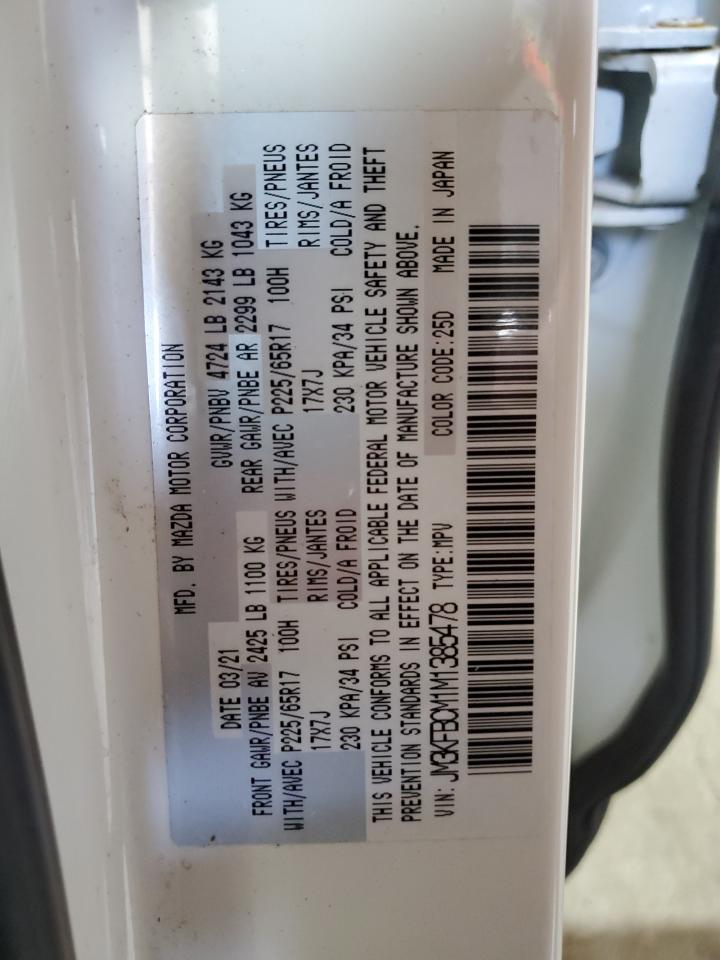 MFD. BY MAZDA MOTOR CORPORATION
DATE 03/21 GVWR/PNBV 4724 LB 2143 KG
FRONT GAWR/PNBE AV 2425 LB 1100 KG REAR GAWR/PNBE AR 2299 LB 1043 KG
WITH/AVEC P225/65R17 100H TIRES/PNEUS WITH/AVEC P225/65R17 100H TIRES/PNEUS
17X7J RIMS/JANTES 17X7J RIMS/JANTES
230 KPA/34 PSI COLD/A FROID 230 KPA/34 PSI COLD/A FROID
THIS VEHICLE CONFORMS TO ALL APPLICABLE FEDERAL MOTOR VEHICLE SAFETY AND THEFT
PREVENTION STANDARDS IN EFFECT ON THE DATE OF MANUFACTURE SHOWN ABOVE.
VIN: JM3KFBCM1M1385478 TYPE:MPV COLOR CODE:25D MADE IN JAPAN